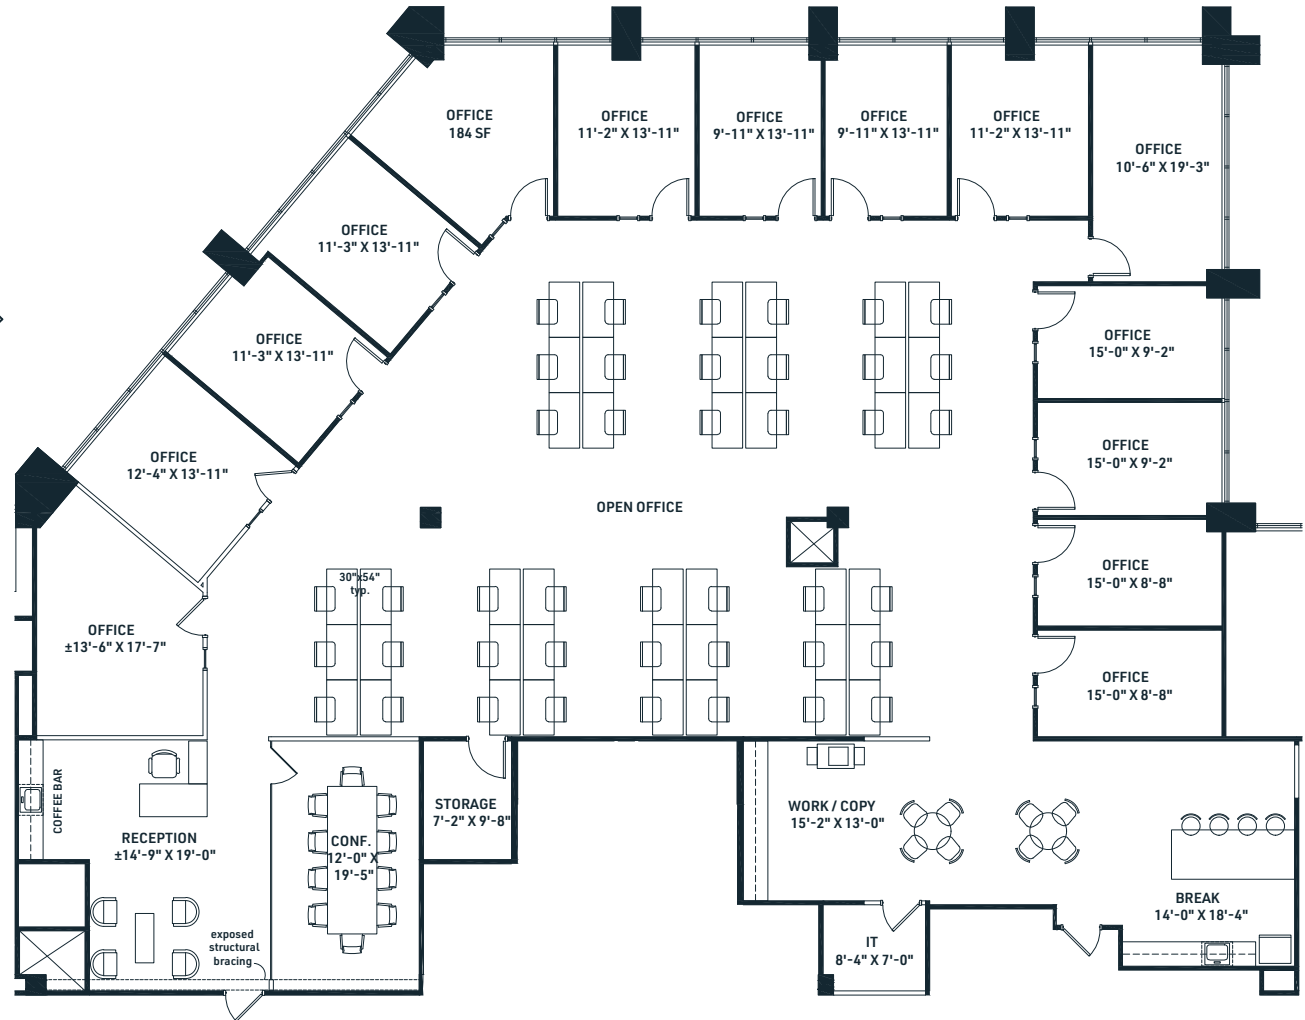 OFFICE
184 SF
OFFICE
11'-2" X 13'-11"
OFFICE
9'-11" X 13'-11"
OFFICE
9'-11" X 13'-11"
OFFICE
11'-2" X 13'-11"
OFFICE
10'-6" X 19'-3"
OFFICE
11'-3" X 13'-11"
OFFICE
11'-3" X 13'-11"
OFFICE
15'-0" X 9'-2"
OFFICE
12'-4" X 13'-11"
OFFICE
15'-0" X 9'-2"
OPEN OFFICE
OFFICE
15'-0" X 8'-8"
30"x54"
typ.
OFFICE
±13'-6" X 17'-7"
OFFICE
15'-0" X 8'-8"
COFFEE BAR
RECEPTION
±14'-9" X 19'-0"
CONF.
12'-0" X
19'-5"
STORAGE
7'-2" X 9'-8"
WORK / COPY
15'-2" X 13'-0"
BREAK
14'-0" X 18'-4"
exposed
structural
bracing
IT
8'-4" X 7'-0"